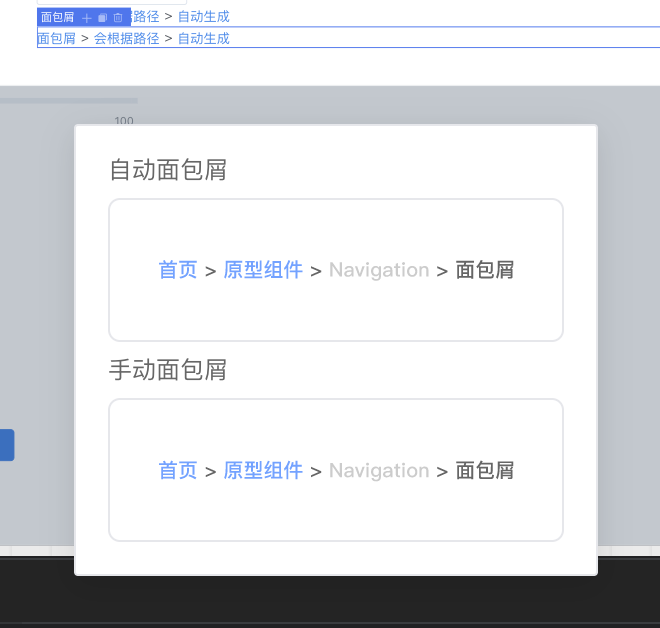 面包屑 路径 > 自动生成
面包屑 > 会根据路径 > 自动生成
100
自动面包屑
首页 > 原型组件 > Navigation > 面包屑
手动面包屑
首页 > 原型组件 > Navigation > 面包屑